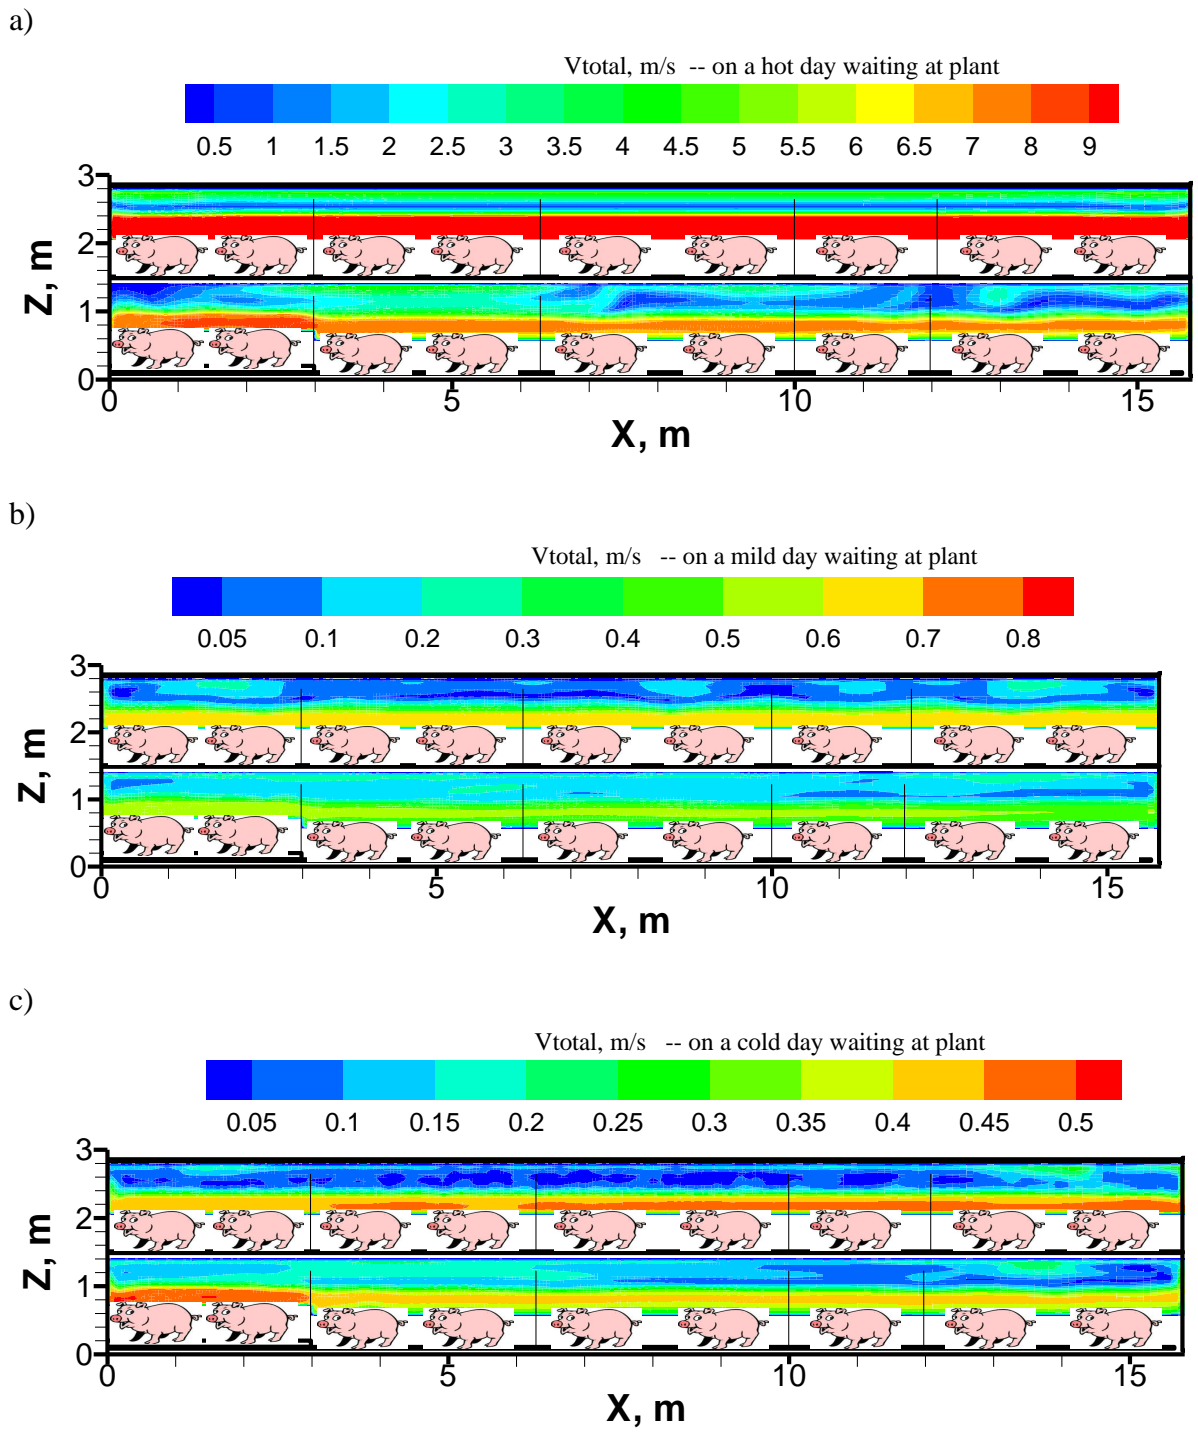 a)
Vtotal, m/s -- on a hot day waiting at plant
0.5 1 1.5 2 2.5 3 3.5 4 4.5 5 5.5 6 6.5 7 8 9
3
2
1
0
Z, m
0 5 10 15
X, m
b)
Vtotal, m/s -- on a mild day waiting at plant
0.05 0.1 0.2 0.3 0.4 0.5 0.6 0.7 0.8
3
2
1
0
Z, m
0 5 10 15
X, m
c)
Vtotal, m/s -- on a cold day waiting at plant
0.05 0.1 0.15 0.2 0.25 0.3 0.35 0.4 0.45 0.5
3
2
1
0
Z, m
0 5 10 15
X, m